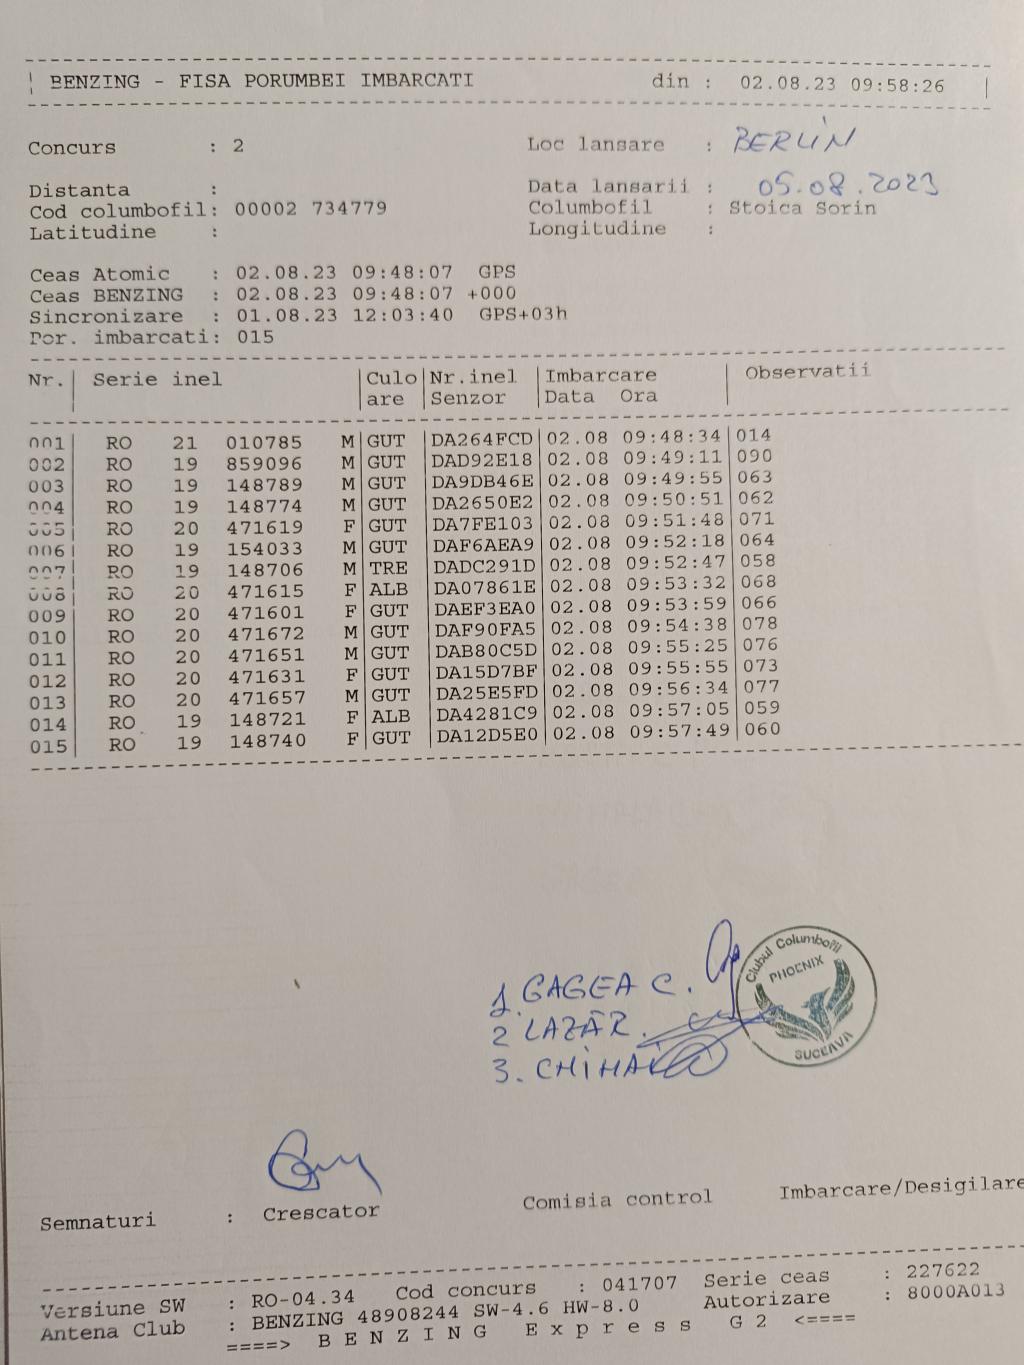 BENZING - FISA PORUMBEI IMBARCATI din : 02.08.23 09:58:26
Concurs : 2 Loc lansare : BERLIN
Distanta : Data lansarii : 05.08.2023
Cod columbofil: 00002 734779 Columbofil : Stoica Sorin
Latitudine : Longitudine :
Ceas Atomic : 02.08.23 09:48:07 GPS
Ceas BENZING : 02.08.23 09:48:07 +000
Sincronizare : 01.08.23 12:03:40 GPS+03h
Por. imbarcati: 015
Nr. Serie inel Culo Nr.inel Imbarcare Observatii
are Senzor Data Ora
001 RO 21 010785 M GUT DA264FCD 02.08 09:48:34 014
002 RO 19 859096 M GUT DAD92E18 02.08 09:49:11 090
003 RO 19 148789 M GUT DA9DB46E 02.08 09:49:55 063
004 RO 19 148774 M GUT DA2650E2 02.08 09:50:51 062
005 RO 20 471619 F GUT DA7FE103 02.08 09:51:48 071
006 RO 19 154033 M GUT DAF6AEA9 02.08 09:52:18 064
007 RO 19 148706 M TRE DADC291D 02.08 09:52:47 058
008 RO 20 471615 F ALB DA07861E 02.08 09:53:32 068
009 RO 20 471601 F GUT DAEF3EA0 02.08 09:53:59 066
010 RO 20 471672 M GUT DAF90FA5 02.08 09:54:38 078
011 RO 20 471651 M GUT DAB80C5D 02.08 09:55:25 076
012 RO 20 471631 F GUT DA15D7BF 02.08 09:55:55 073
013 RO 20 471657 M GUT DA25E5FD 02.08 09:56:34 077
014 RO 19 148721 F ALB DA4281C9 02.08 09:57:05 059
015 RO 19 148740 F GUT DA12D5E0 02.08 09:57:49 060
Clubul Columbofil
PHOENIX
SUCEAVA
1. GAGEA C.
2 LAZĂR.
3. CHIHAI
Semnaturi : Crescator Comisia control Imbarcare/Desigilare
Versiune SW : RO-04.34 Cod concurs : 041707 Serie ceas : 227622
Antena Club : BENZING 48908244 SW-4.6 HW-8.0 Autorizare : 8000A013
====> B E N Z I N G E x p r e s s G 2 <====